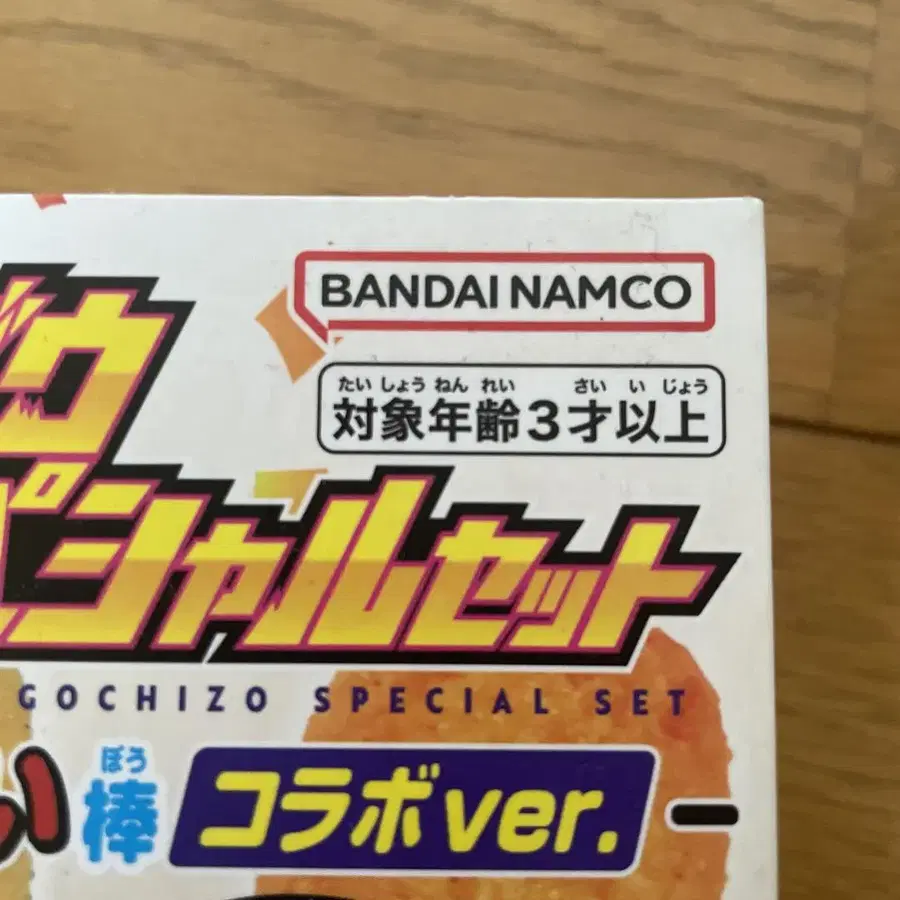 BANDAI NAMCO
たいしょうねんれい さいいじょう
対象年齢3才以上
ウ
ペシャルセット
GOCHIZO SPECIAL SET
ぼう
い棒 コラボver.